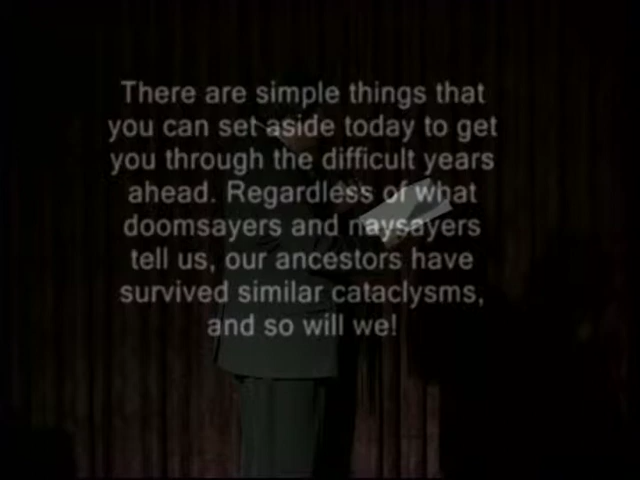 There are simple things that
you can set aside today to get
you through the difficult years
ahead. Regardless of what
doomsayers and naysayers
tell us, our ancestors have
survived similar cataclysms,
and so will we!